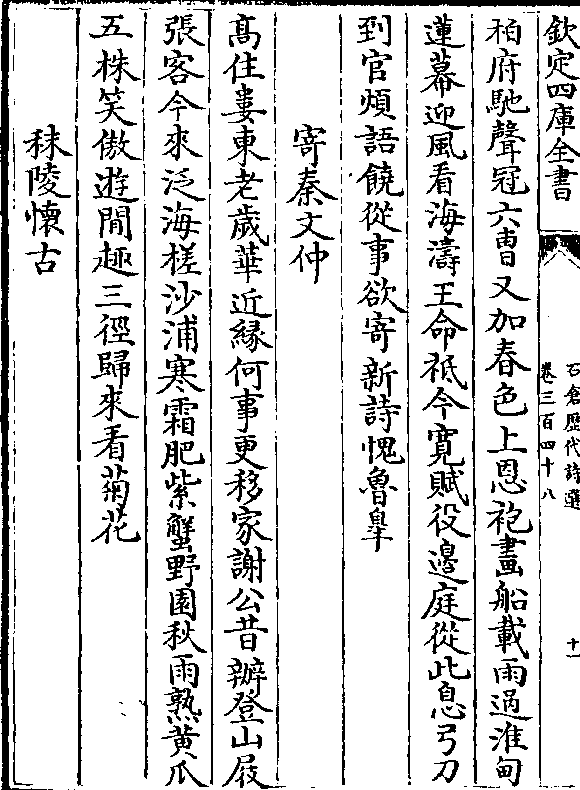 欽定四庫全書
石倉歷代詩選
卷三百四十八
十一
柏府馳聲冠六曹又加春色上恩袍畫船載雨過淮甸
蓮幕迎風看海濤王命祗今寬賦役邊庭從此息弓刀
到官煩語饒從事欲寄新詩愧魯臯
寄秦文仲
髙住婁東老歲華近緣何事更移家謝公昔辦登山屐
張客今來泛海槎沙浦寒霜肥紫蟹野園秋雨熟黄瓜
五株笑傲遊閒趣三徑歸來看菊花
秣陵懷古